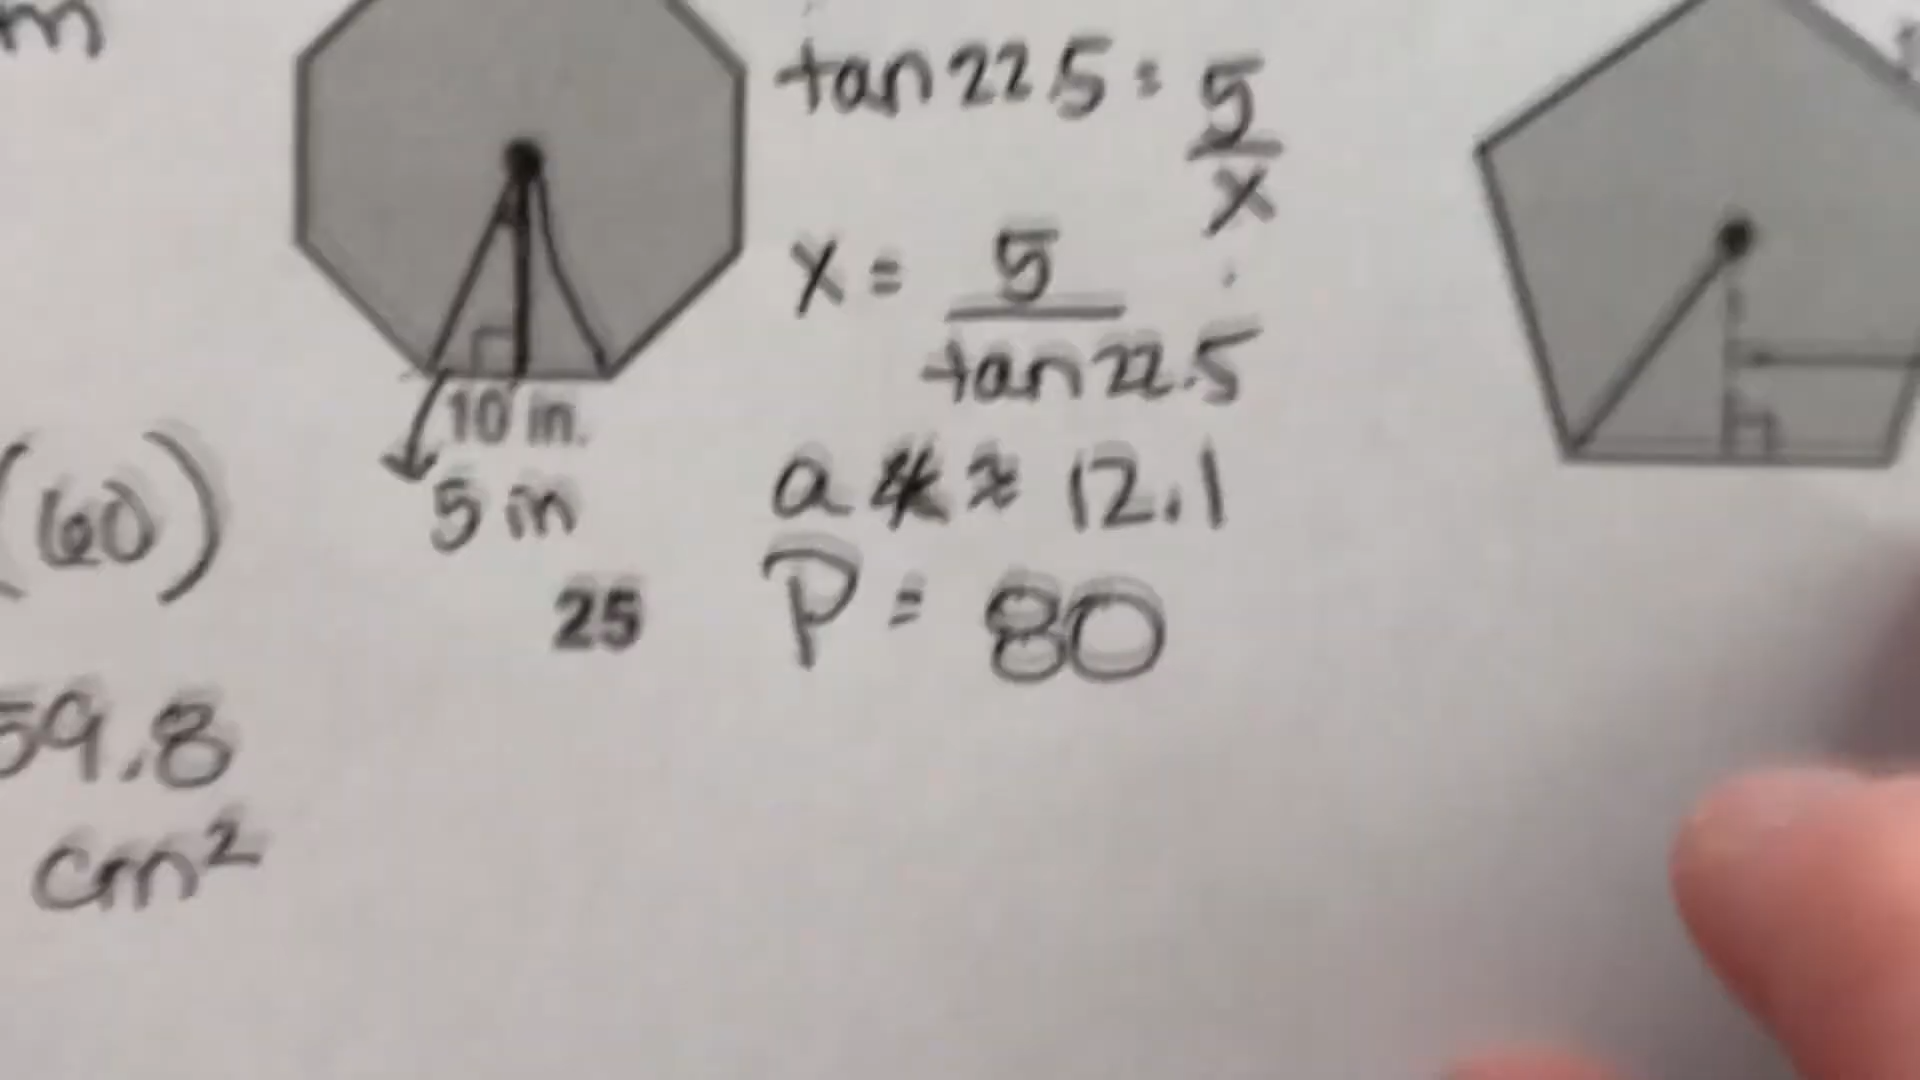 m
(60)
59.8
cm²
10 in.
5 in
25
tan 22.5 = 5/x
x = 5/tan 22.5
a ≈ 12.1
P = 80